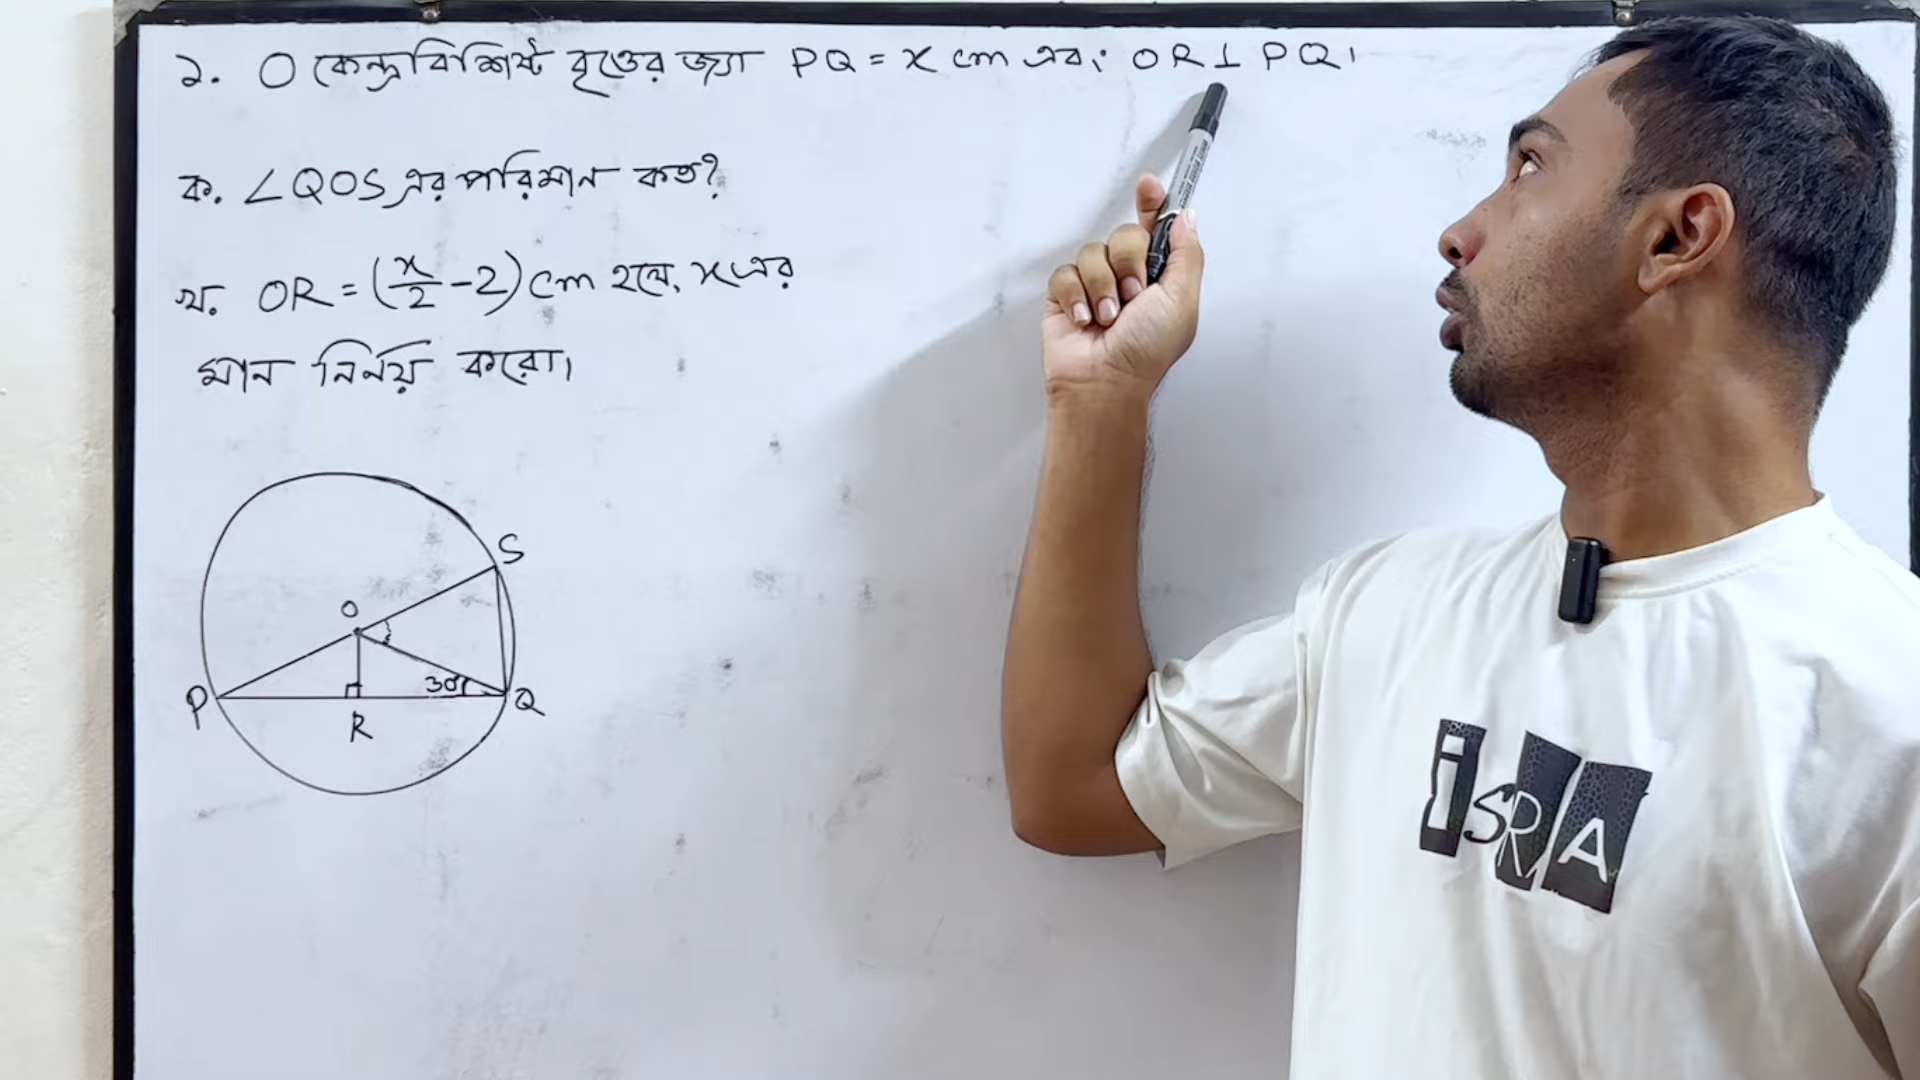 ১. O কেন্দ্রবিশিষ্ট বৃত্তের জ্যা PQ = x cm এবং OR ⊥ PQ।
ক. ∠QOS এর পরিমান কত?
খ. OR = (x/2 - 2) cm হলে, x এর
মান নির্নয় করো।
S
O
30°
P
Q
R
iSRA